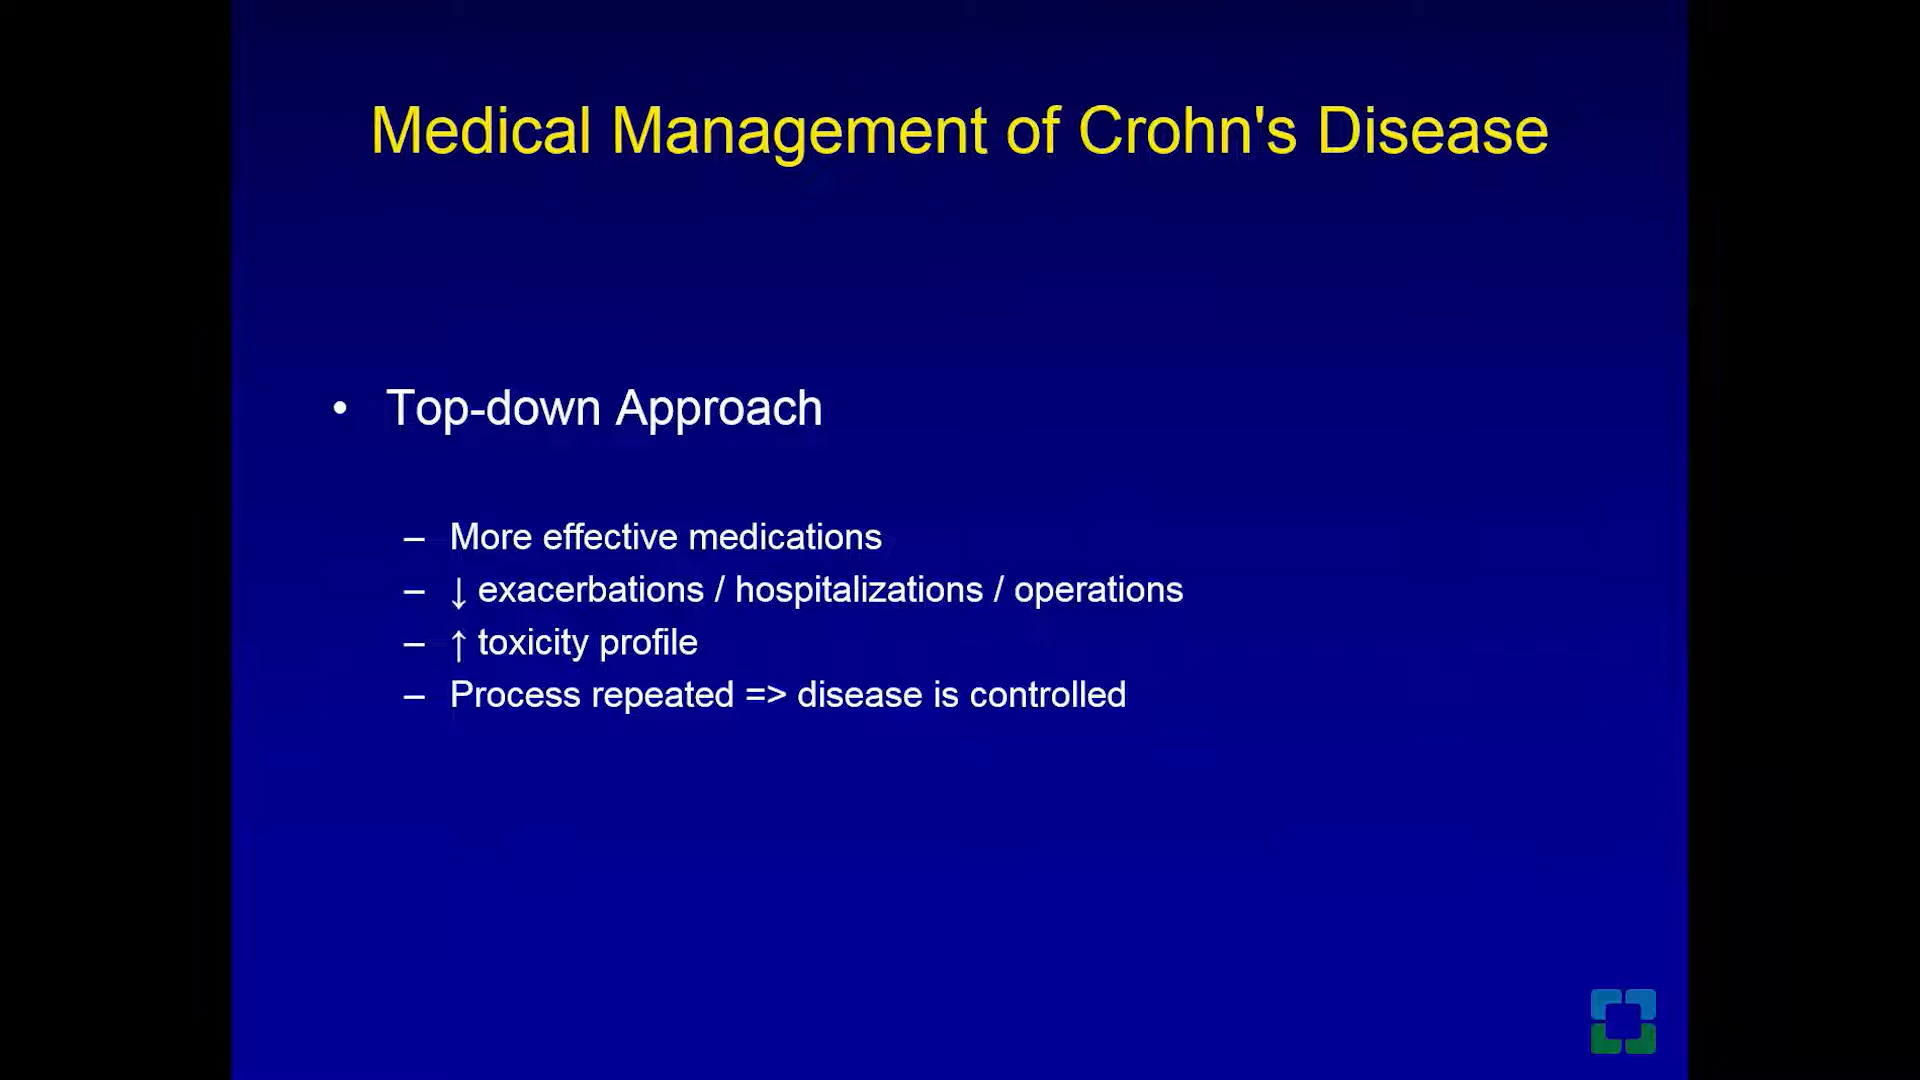 Medical Management of Crohn's Disease
• Top-down Approach
– More effective medications
– ↓ exacerbations / hospitalizations / operations
– ↑ toxicity profile
– Process repeated => disease is controlled